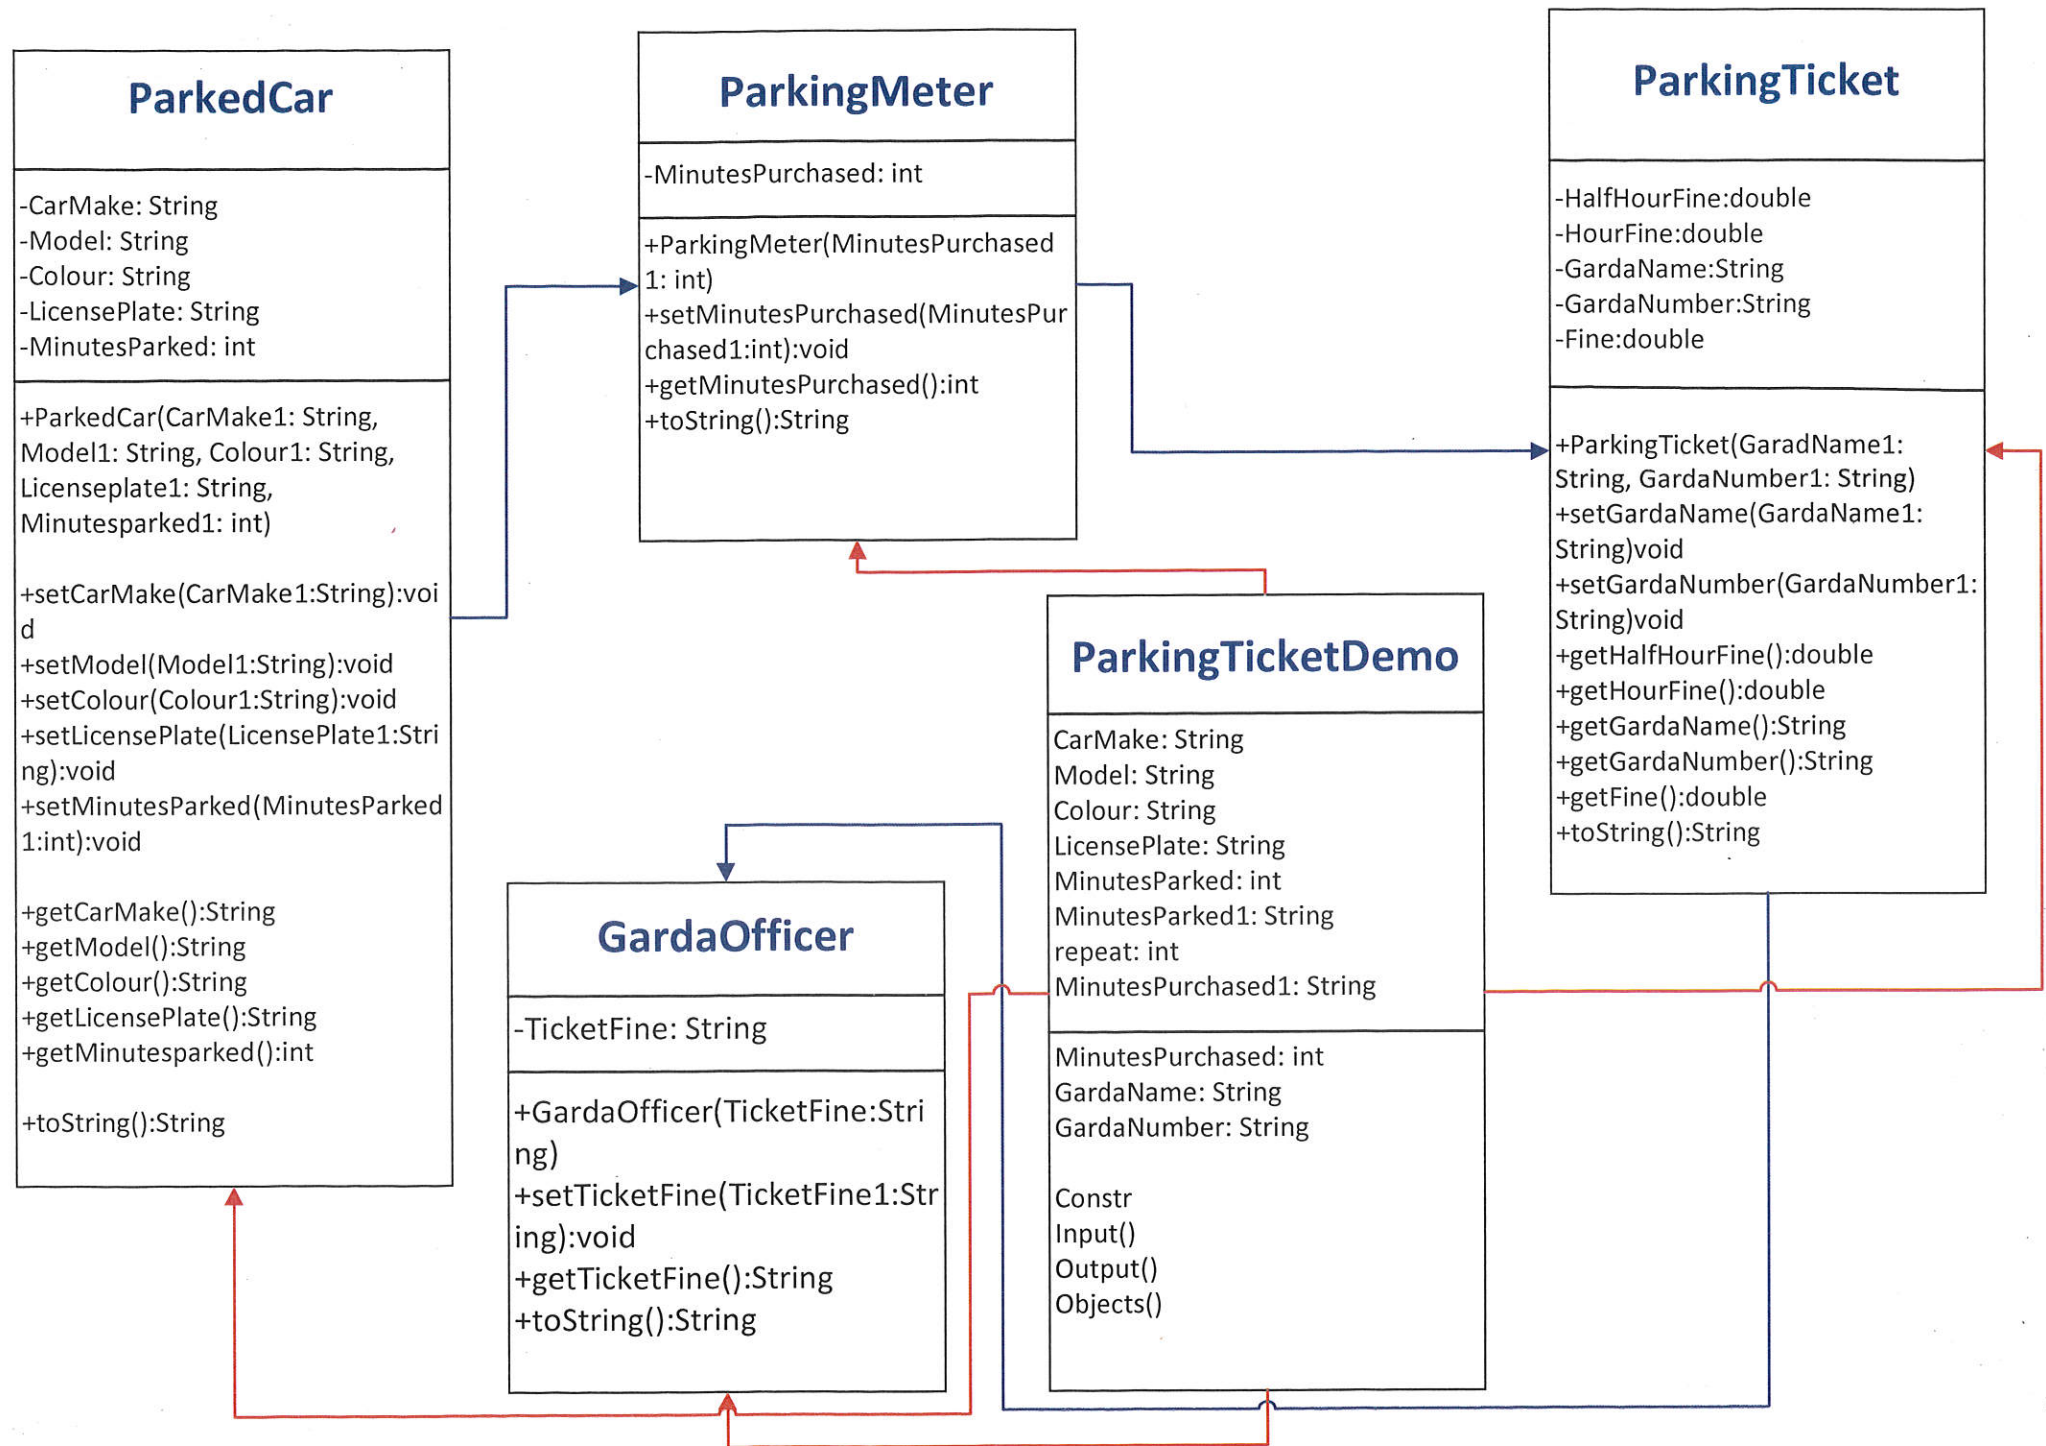 ParkedCar
-CarMake: String
-Model: String
-Colour: String
-LicensePlate: String
-MinutesParked: int
+ParkedCar(CarMake1: String,
Model1: String, Colour1: String,
Licenseplate1: String,
Minutesparked1: int)
+setCarMake(CarMake1:String):voi
d
+setModel(Model1:String):void
+setColour(Colour1:String):void
+setLicensePlate(LicensePlate1:Stri
ng):void
+setMinutesParked(MinutesParked
1:int):void
+getCarMake():String
+getModel():String
+getColour():String
+getLicensePlate():String
+getMinutesparked():int
+toString():String
ParkingMeter
-MinutesPurchased: int
+ParkingMeter(MinutesPurchased
1: int)
+setMinutesPurchased(MinutesPur
chased1:int):void
+getMinutesPurchased():int
+toString():String
ParkingTicket
-HalfHourFine:double
-HourFine:double
-GardaName:String
-GardaNumber:String
-Fine:double
+ParkingTicket(GaradName1:
String, GardaNumber1: String)
+setGardaName(GardaName1:
String)void
+setGardaNumber(GardaNumber1:
String)void
+getHalfHourFine():double
+getHourFine():double
+getGardaName():String
+getGardaNumber():String
+getFine():double
+toString():String
GardaOfficer
-TicketFine: String
+GardaOfficer(TicketFine:Stri
ng)
+setTicketFine(TicketFine1:Str
ing):void
+getTicketFine():String
+toString():String
ParkingTicketDemo
CarMake: String
Model: String
Colour: String
LicensePlate: String
MinutesParked: int
MinutesParked1: String
repeat: int
MinutesPurchased1: String
MinutesPurchased: int
GardaName: String
GardaNumber: String
Constr
Input()
Output()
Objects()